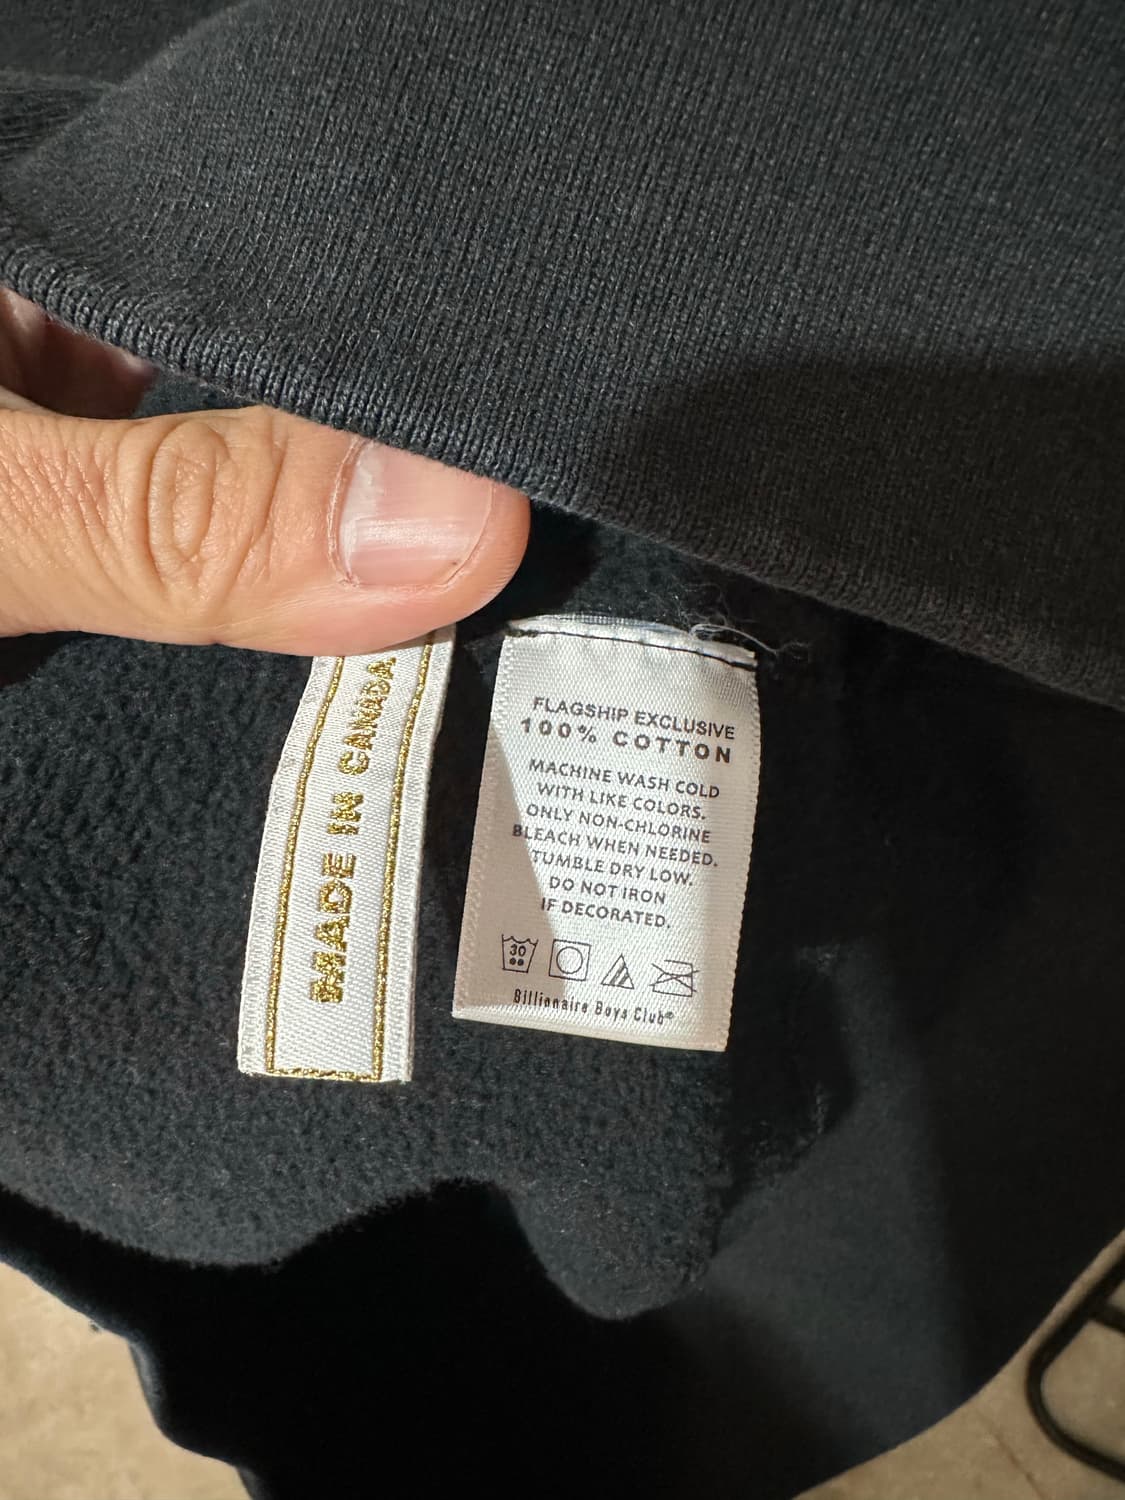 MADE IN CANADA
FLAGSHIP EXCLUSIVE
100% COTTON
MACHINE WASH COLD
WITH LIKE COLORS.
ONLY NON-CHLORINE
BLEACH WHEN NEEDED.
TUMBLE DRY LOW.
DO NOT IRON
IF DECORATED.
30
Billionaire Boys Club®